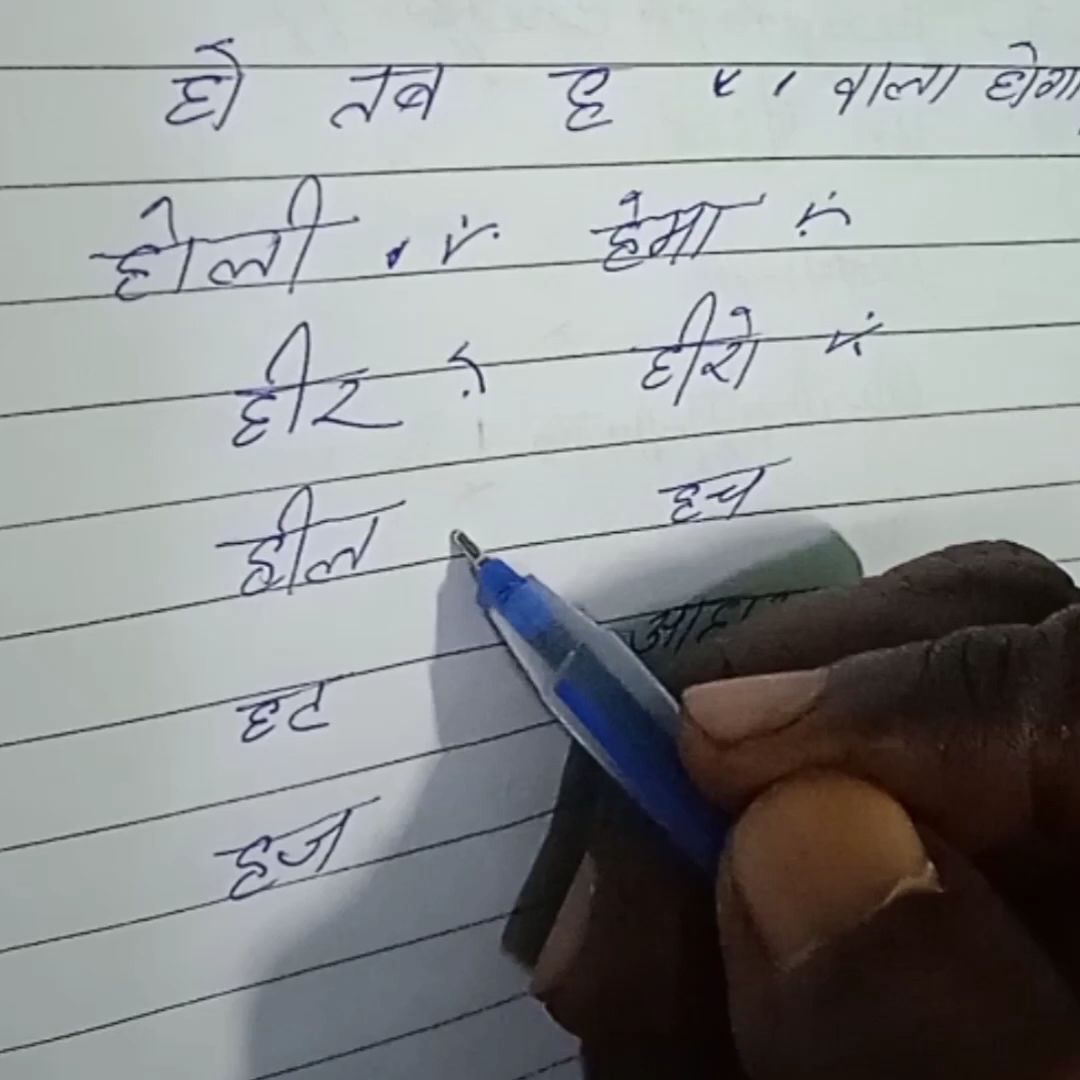 हो तब ह वाला होगा
होली हेमा
हीर हीरो
हील हच
हट
हज